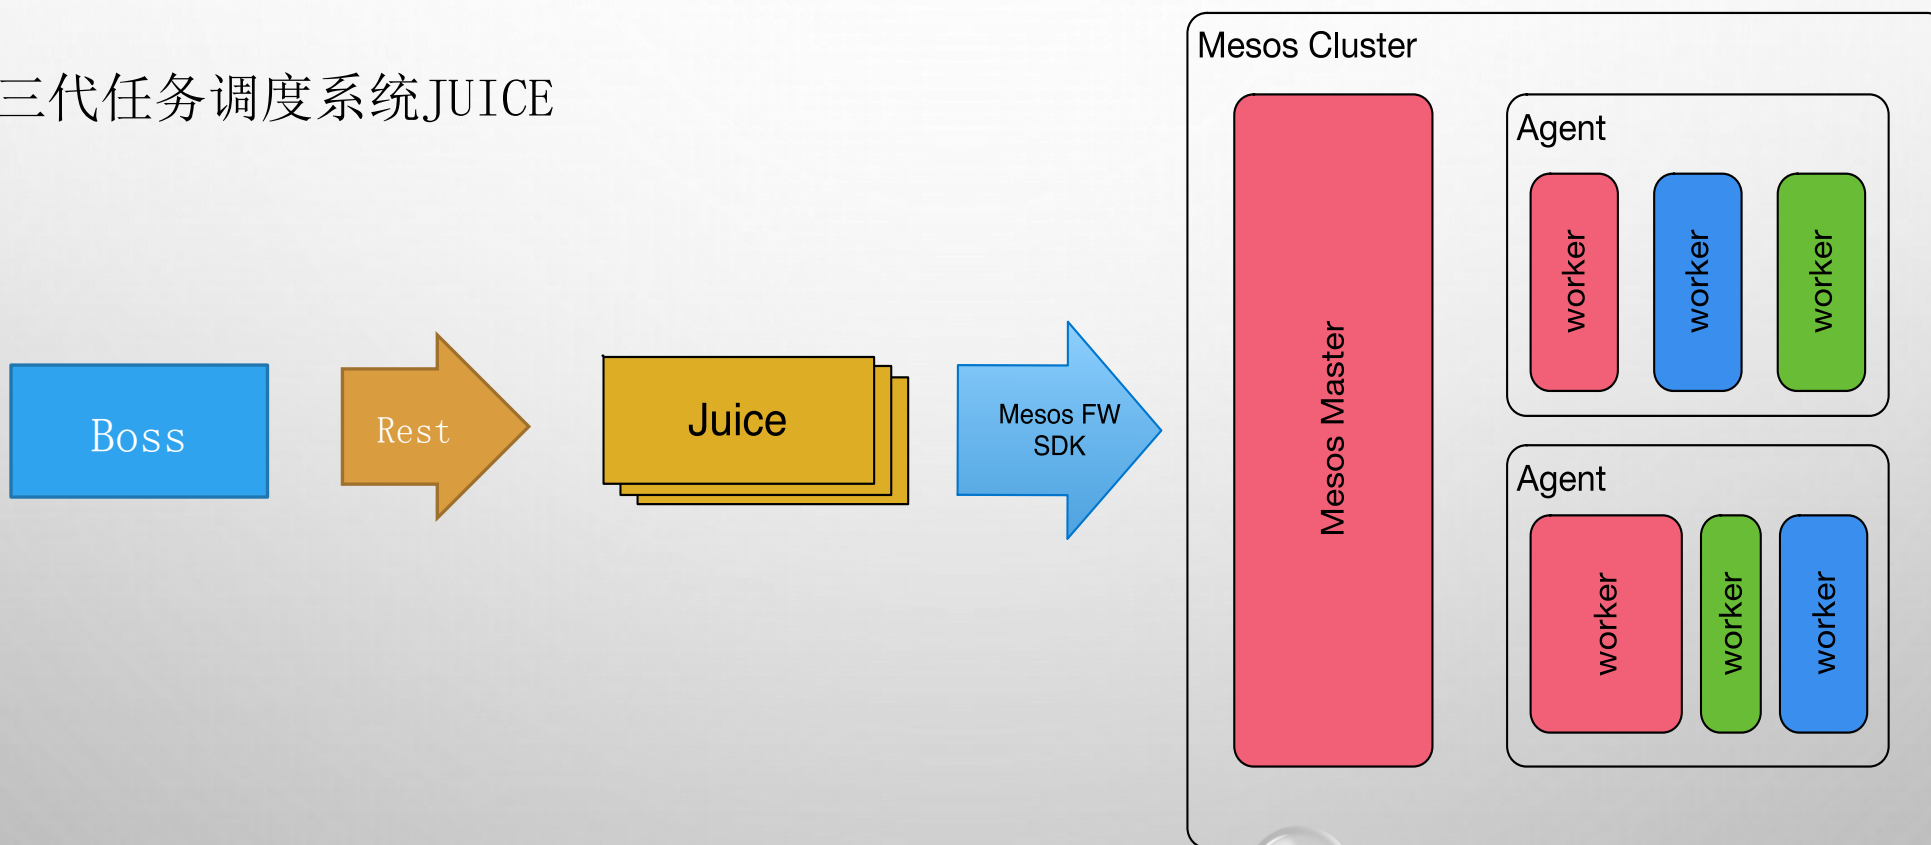 三代任务调度系统JUICE
Boss
Rest
Juice
Mesos FW
SDK
Mesos Cluster
Mesos Master
Agent
worker
worker
worker
Agent
worker
worker
worker